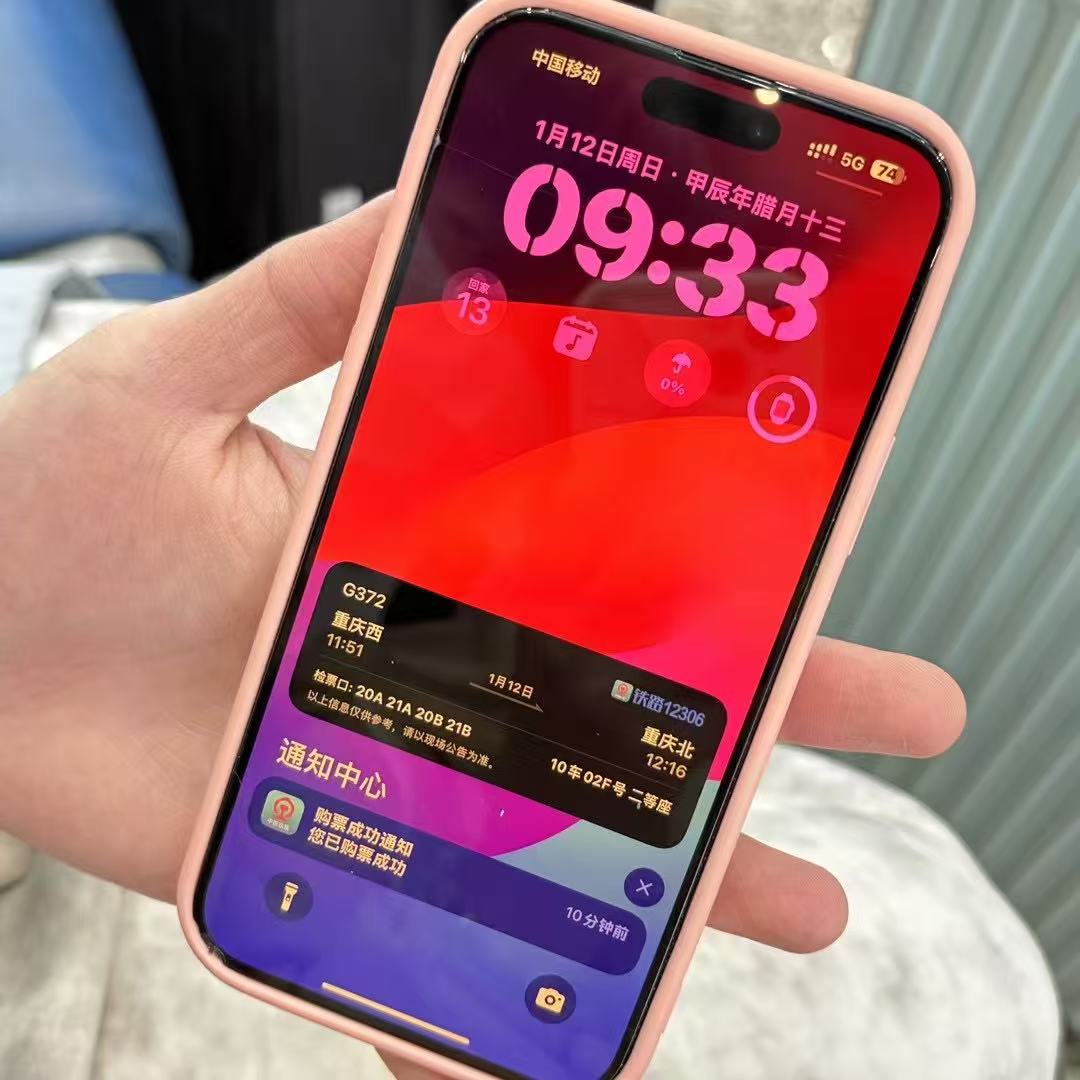 中国移动
5G 74
1月12日周日·甲辰年腊月十三
09:33
回家
13
0%
G372
铁路12306
重庆西
11:51
1月12日
重庆北
12:16
检票口: 20A 21A 20B 21B
以上信息仅供参考，请以现场公告为准。
10车 02F号 二等座
通知中心
购票成功通知
您已购票成功
10分钟前